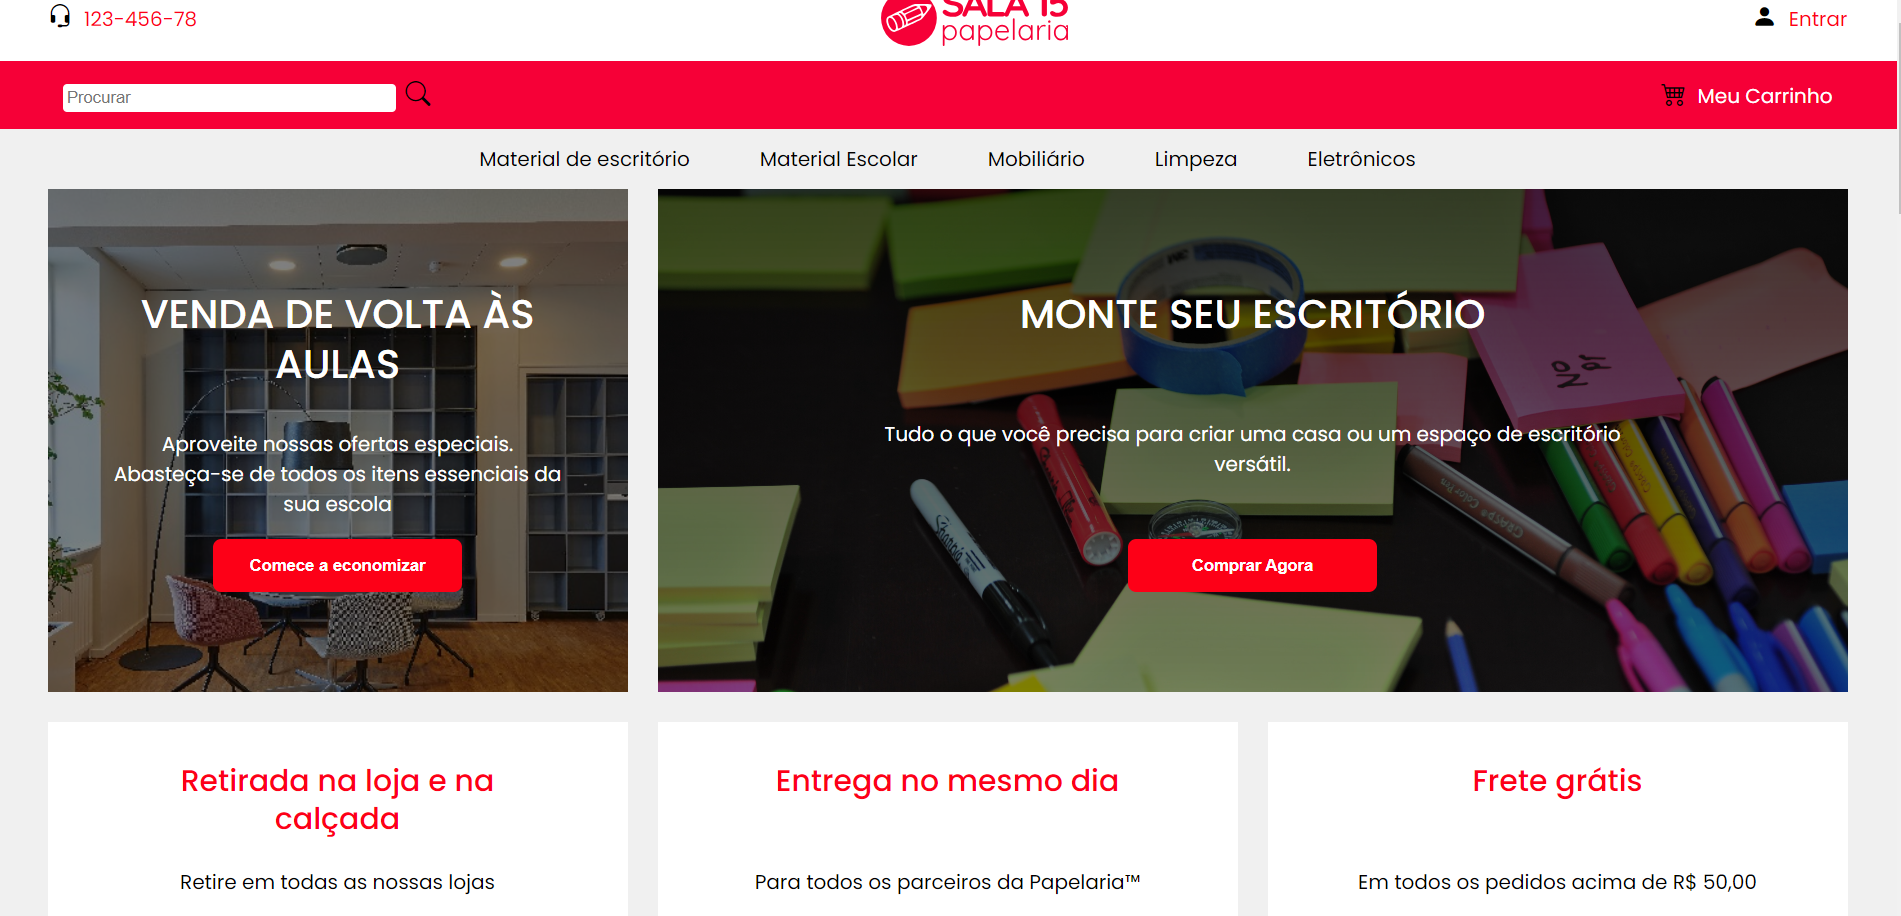 123-456-78
SALA 15
papelaria
Entrar
Procurar
Meu Carrinho
Material de escritório
Material Escolar
Mobiliário
Limpeza
Eletrônicos
VENDA DE VOLTA ÀS
AULAS
Aproveite nossas ofertas especiais.
Abasteça-se de todos os itens essenciais da
sua escola
Comece a economizar
MONTE SEU ESCRITÓRIO
Tudo o que você precisa para criar uma casa ou um espaço de escritório
versátil.
Comprar Agora
Sharpie
Retirada na loja e na
calçada
Retire em todas as nossas lojas
Entrega no mesmo dia
Para todos os parceiros da Papelaria™
Frete grátis
Em todos os pedidos acima de R$ 50,00